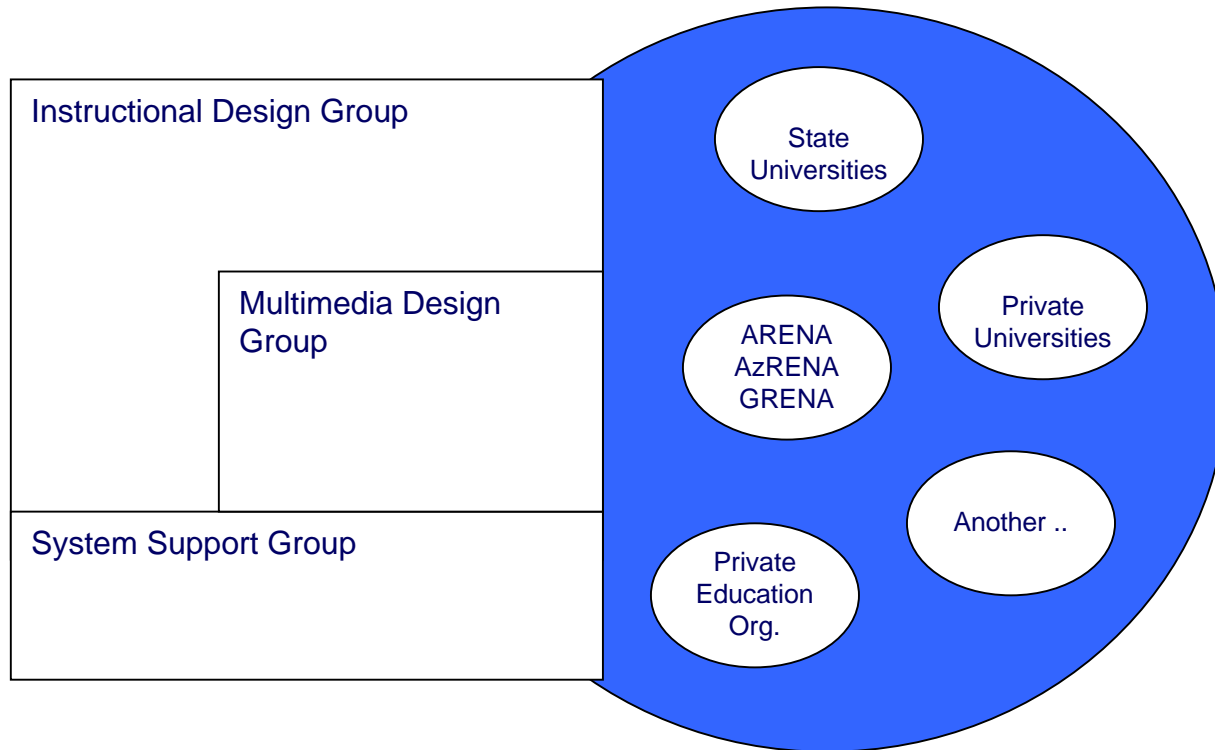 Instructional Design Group
Multimedia Design
Group
System Support Group
State
Universities
Private
Universities
ARENA
AzRENA
GRENA
Another ..
Private
Education
Org.